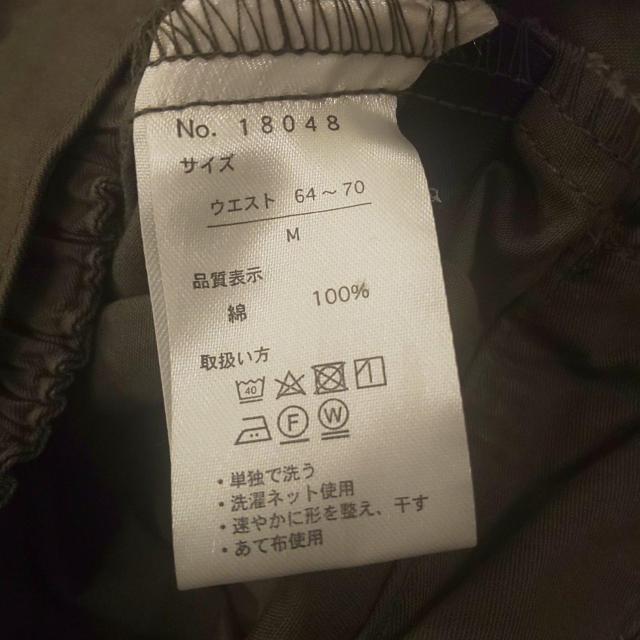 No. 18048
サイズ
ウエスト 64～70
M
品質表示
綿 100%
取扱い方
40
F W
・単独で洗う
・洗濯ネット使用
・速やかに形を整え、干す
・あて布使用